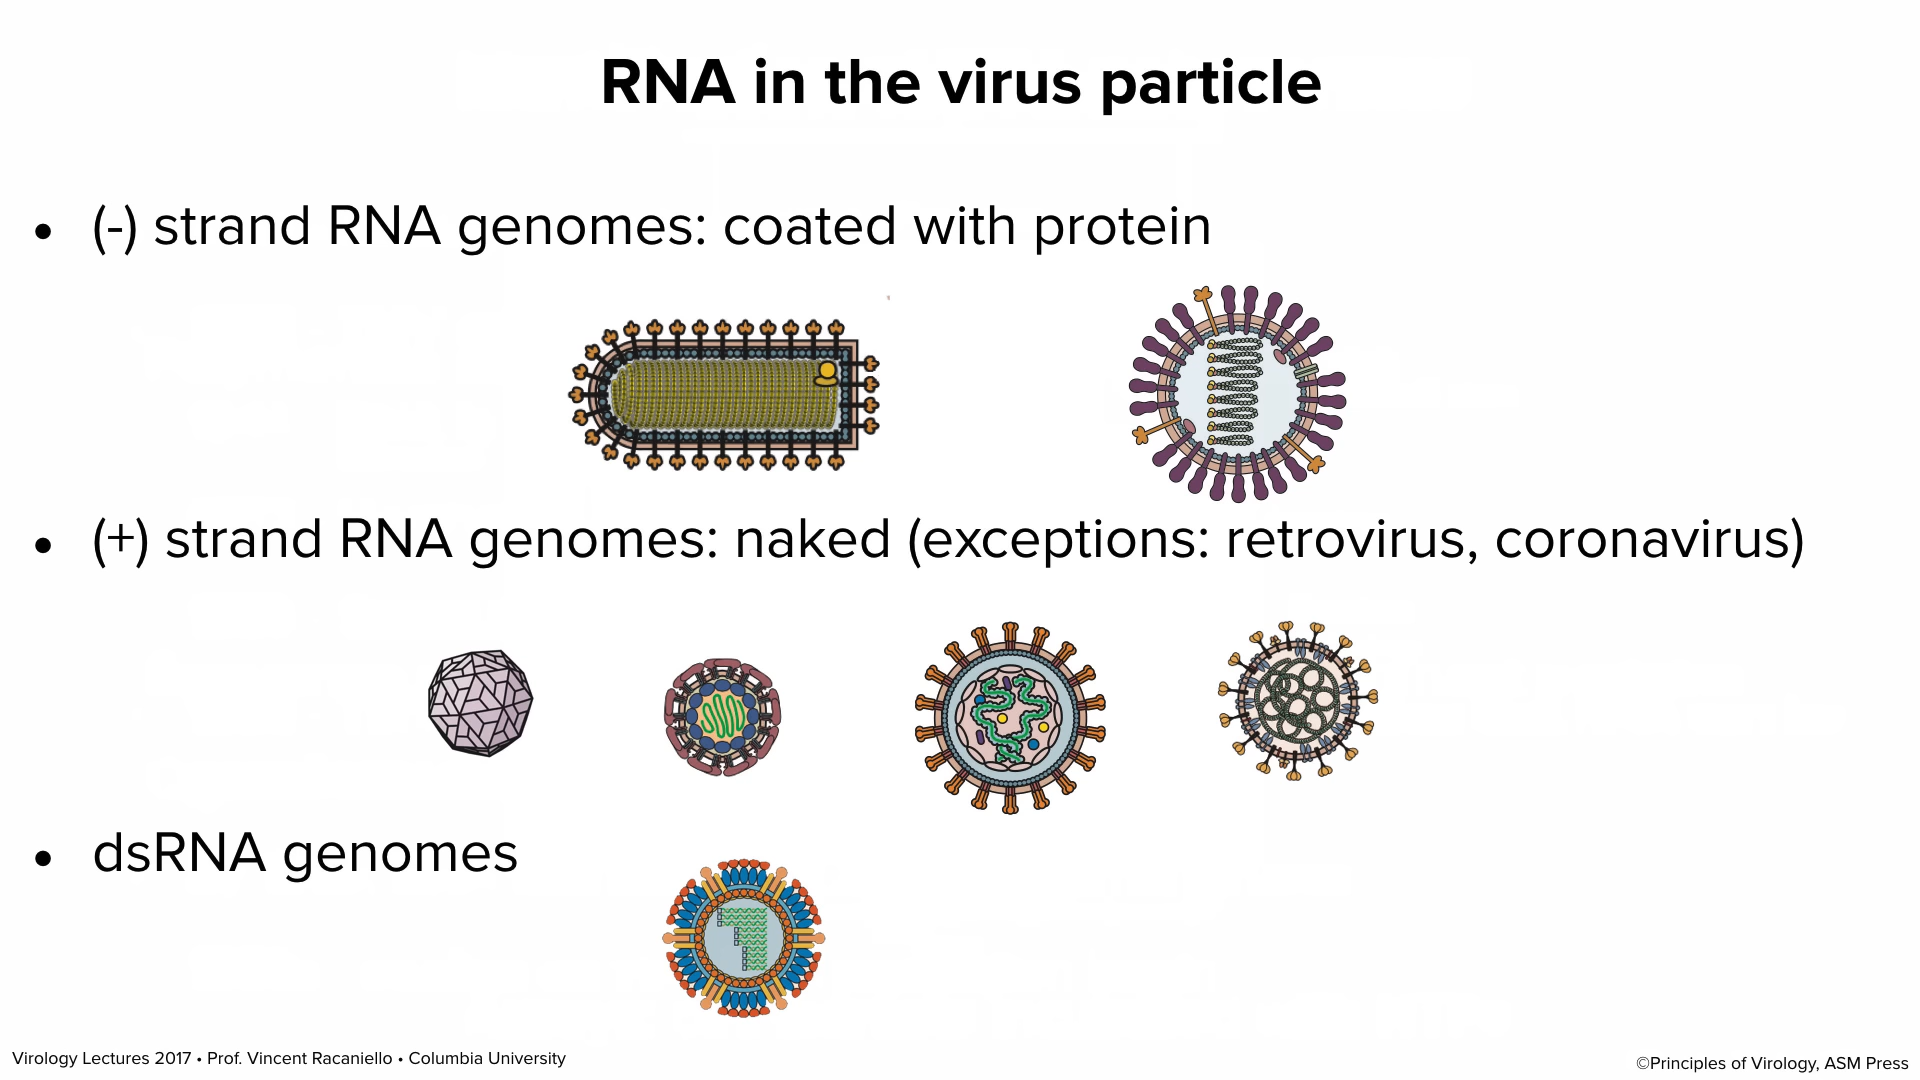 RNA in the virus particle
• (-) strand RNA genomes: coated with protein
• (+) strand RNA genomes: naked (exceptions: retrovirus, coronavirus)
• dsRNA genomes
Virology Lectures 2017 • Prof. Vincent Racaniello • Columbia University
©Principles of Virology, ASM Press